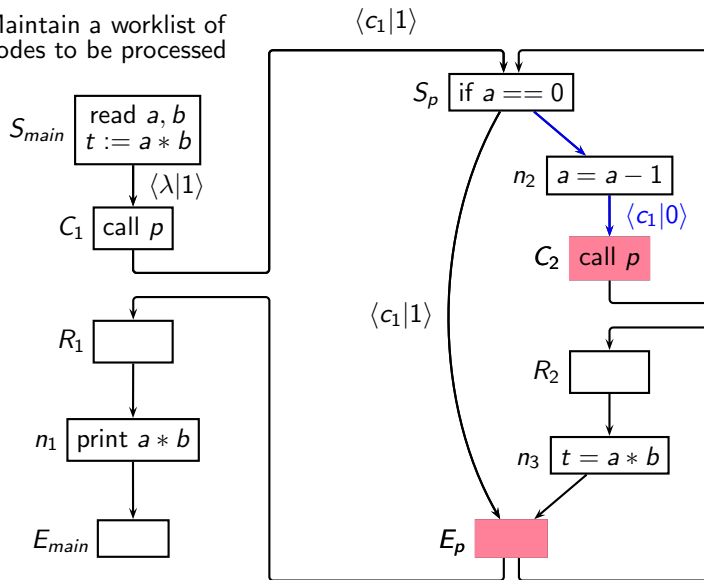 Maintain a worklist of
nodes to be processed
⟨c₁|1⟩
S_main
read a, b
t := a ∗ b
⟨λ|1⟩
C₁
call p
R₁
n₁
print a ∗ b
E_main
S_p
if a == 0
n₂
a = a − 1
⟨c₁|0⟩
C₂
call p
⟨c₁|1⟩
R₂
n₃
t = a ∗ b
E_p